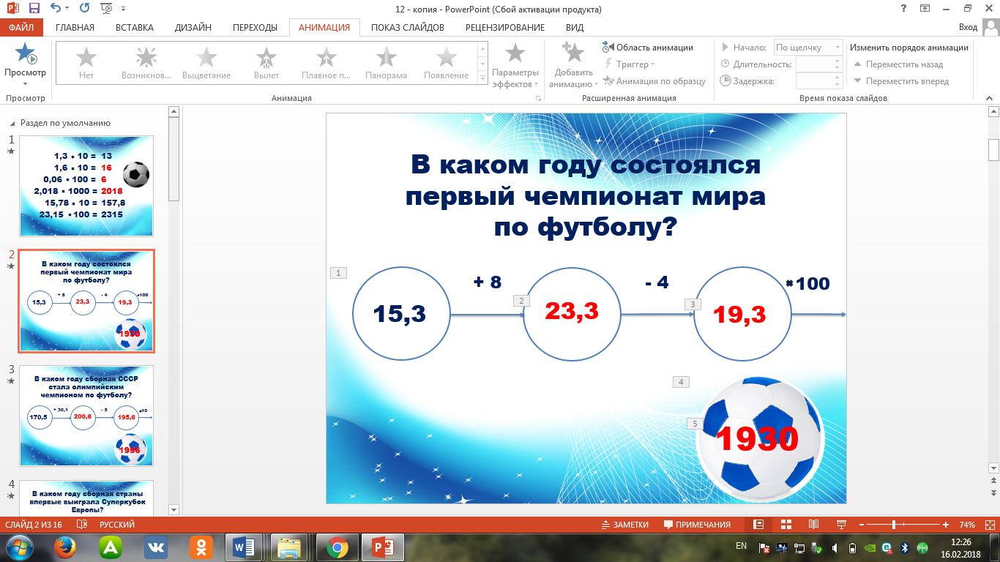 12 - копия - PowerPoint (Сбой активации продукта)
ФАЙЛ ГЛАВНАЯ ВСТАВКА ДИЗАЙН ПЕРЕХОДЫ АНИМАЦИЯ ПОКАЗ СЛАЙДОВ РЕЦЕНЗИРОВАНИЕ ВИД Вход
Просмотр
Нет Возникнов... Выцветание Вылет Плавное п... Панорама Появление
Параметры эффектов
Добавить анимацию
Область анимации
Триггер
Анимация по образцу
Начало: По щелчку
Длительность:
Задержка:
Изменить порядок анимации
Переместить назад
Переместить вперед
Просмотр Анимация Расширенная анимация Время показа слайдов
Раздел по умолчанию
1
1,3 ▪ 10 = 13
1,6 ▪ 10 = 16
0,06 ▪ 100 = 6
2,018 ▪ 1000 = 2018
15,78 ▪ 10 = 157,8
23,15 ▪ 100 = 2315
2
В каком году состоялся
первый чемпионат мира
по футболу?
+ 8 - 4 •100
15,3 23,3 19,3
1930
3
В каком году сборная СССР
стала олимпийским
чемпионом по футболу?
+ 30,1 - 5 •10
170,5 200,6 195,6
1956
4
В каком году сборная страны
впервые выиграла Суперкубок
Европы?
В каком году состоялся
первый чемпионат мира
по футболу?
1 + 8 - 4 •100
2 3
15,3 23,3 19,3
4
5
1930
СЛАЙД 2 ИЗ 16 РУССКИЙ ЗАМЕТКИ ПРИМЕЧАНИЯ 74%
EN 12:26
16.02.2018